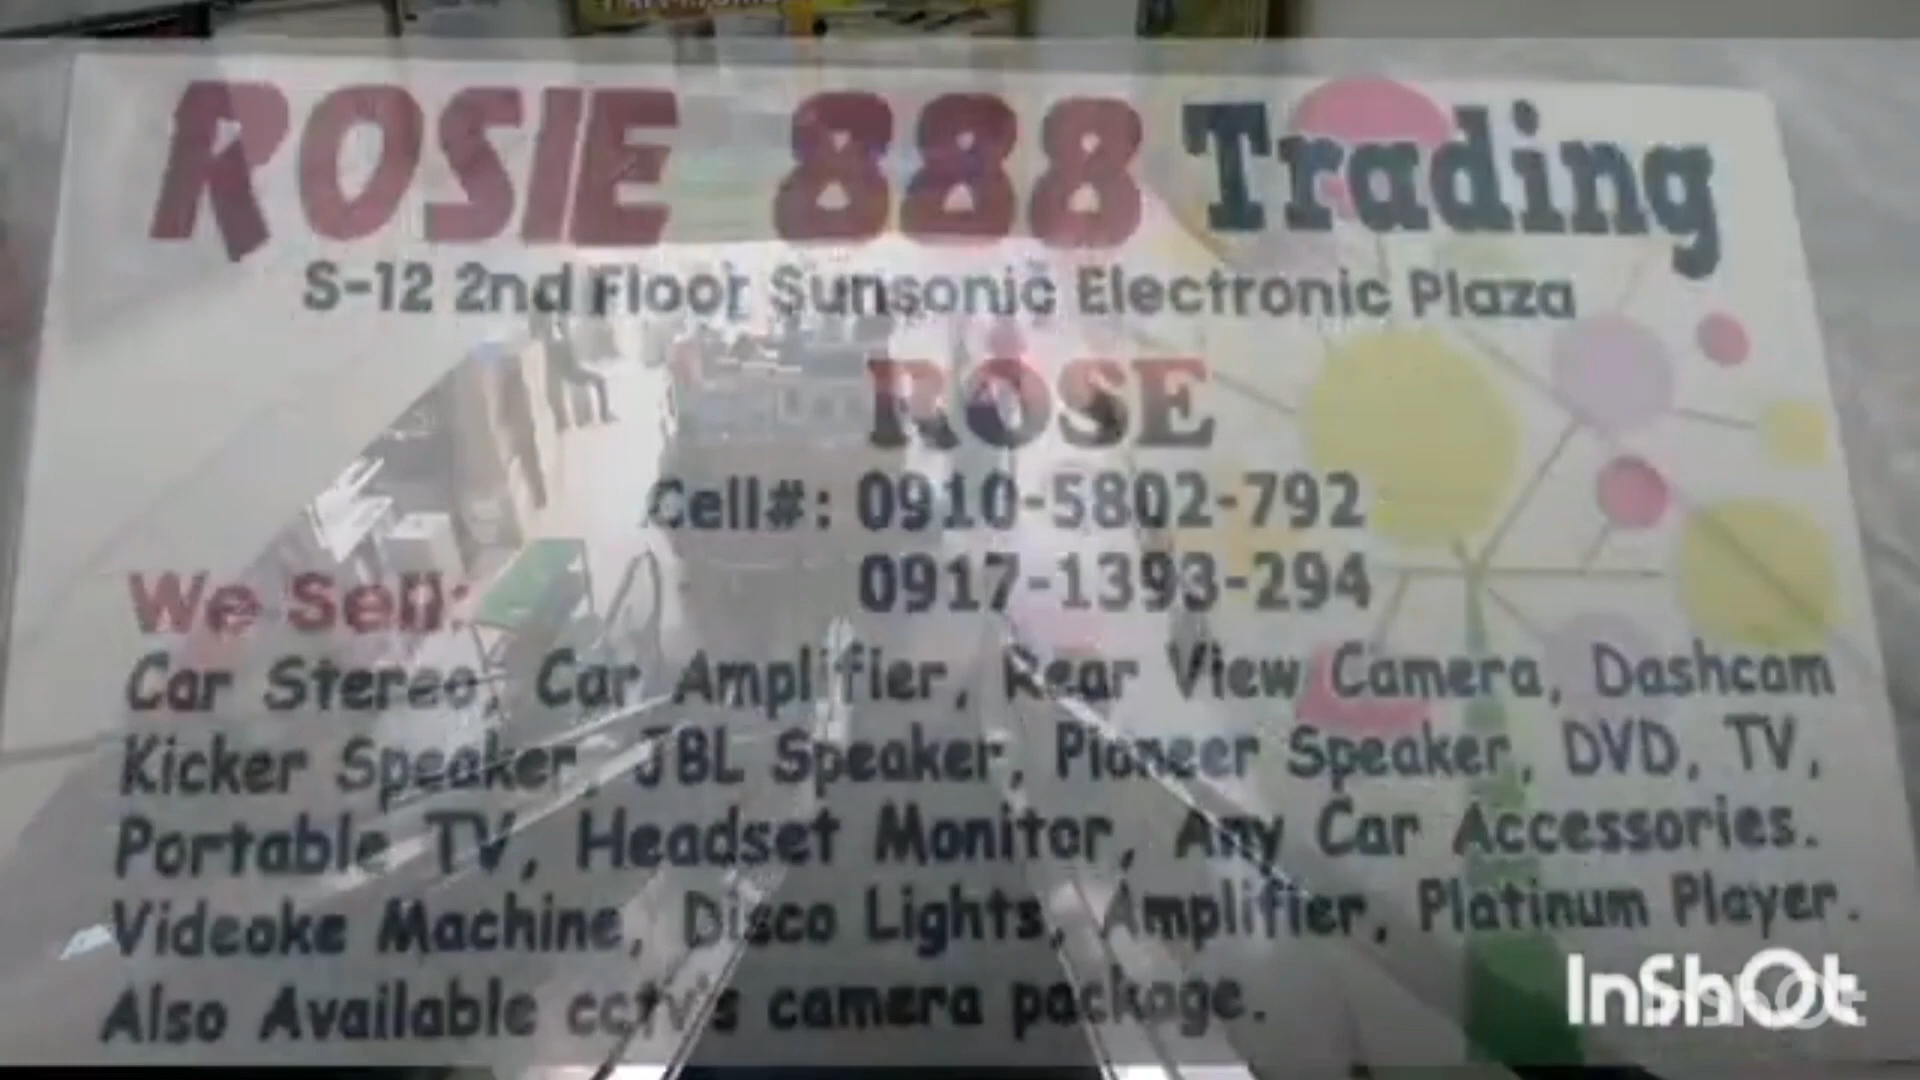 ROSIE 888 Trading
S-12 2nd Floor Sunsonic Electronic Plaza
ROSE
Cell#: 0910-5802-792
0917-1393-294
We Sell:
Car Stereo, Car Amplifier, Rear View Camera, Dashcam
Kicker Speaker, JBL Speaker, Pioneer Speaker, DVD, TV,
Portable TV, Headset Monitor, Any Car Accessories.
Videoke Machine, Disco Lights, Amplifier, Platinum Player.
Also Available cctv's camera package.
InShOt